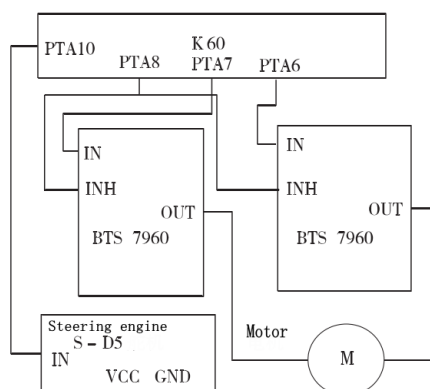 K60
PTA10
PTA8 PTA7 PTA6
IN
INH
OUT
BTS 7960
IN
INH
OUT
BTS 7960
Steering engine
S-D5
IN
VCC GND
Motor
M